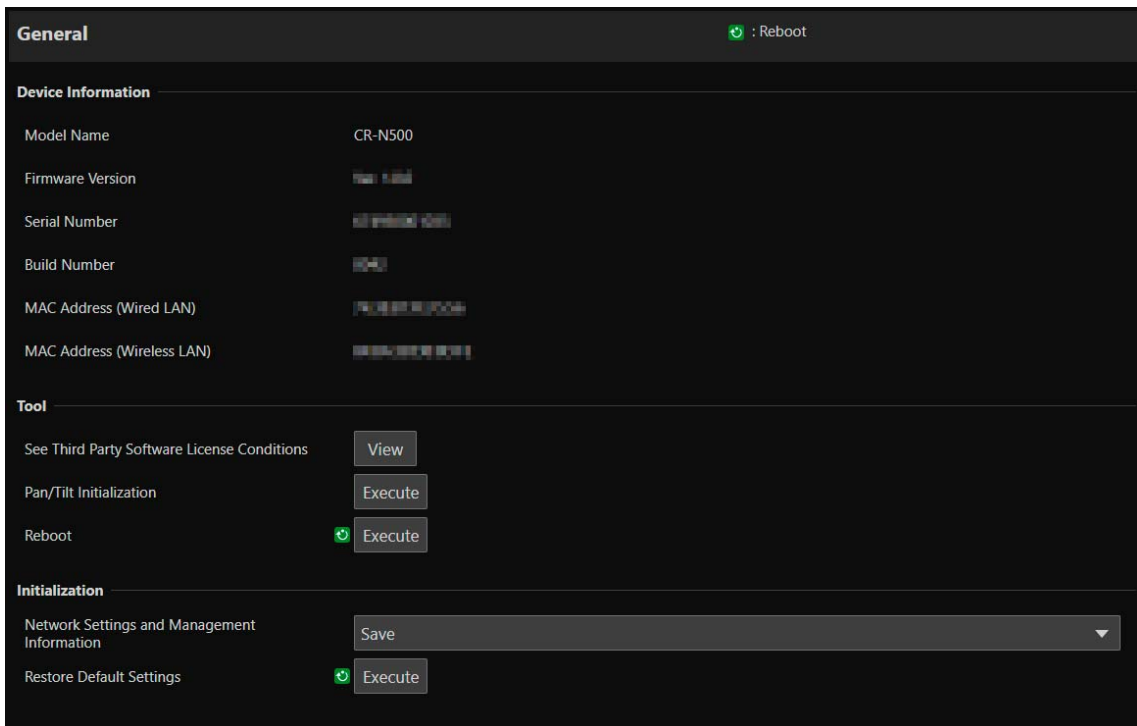 General
: Reboot
Device Information
Model Name
CR-N500
Firmware Version
Serial Number
Build Number
MAC Address (Wired LAN)
MAC Address (Wireless LAN)
Tool
See Third Party Software License Conditions
View
Pan/Tilt Initialization
Execute
Reboot
Execute
Initialization
Network Settings and Management
Information
Save
Restore Default Settings
Execute